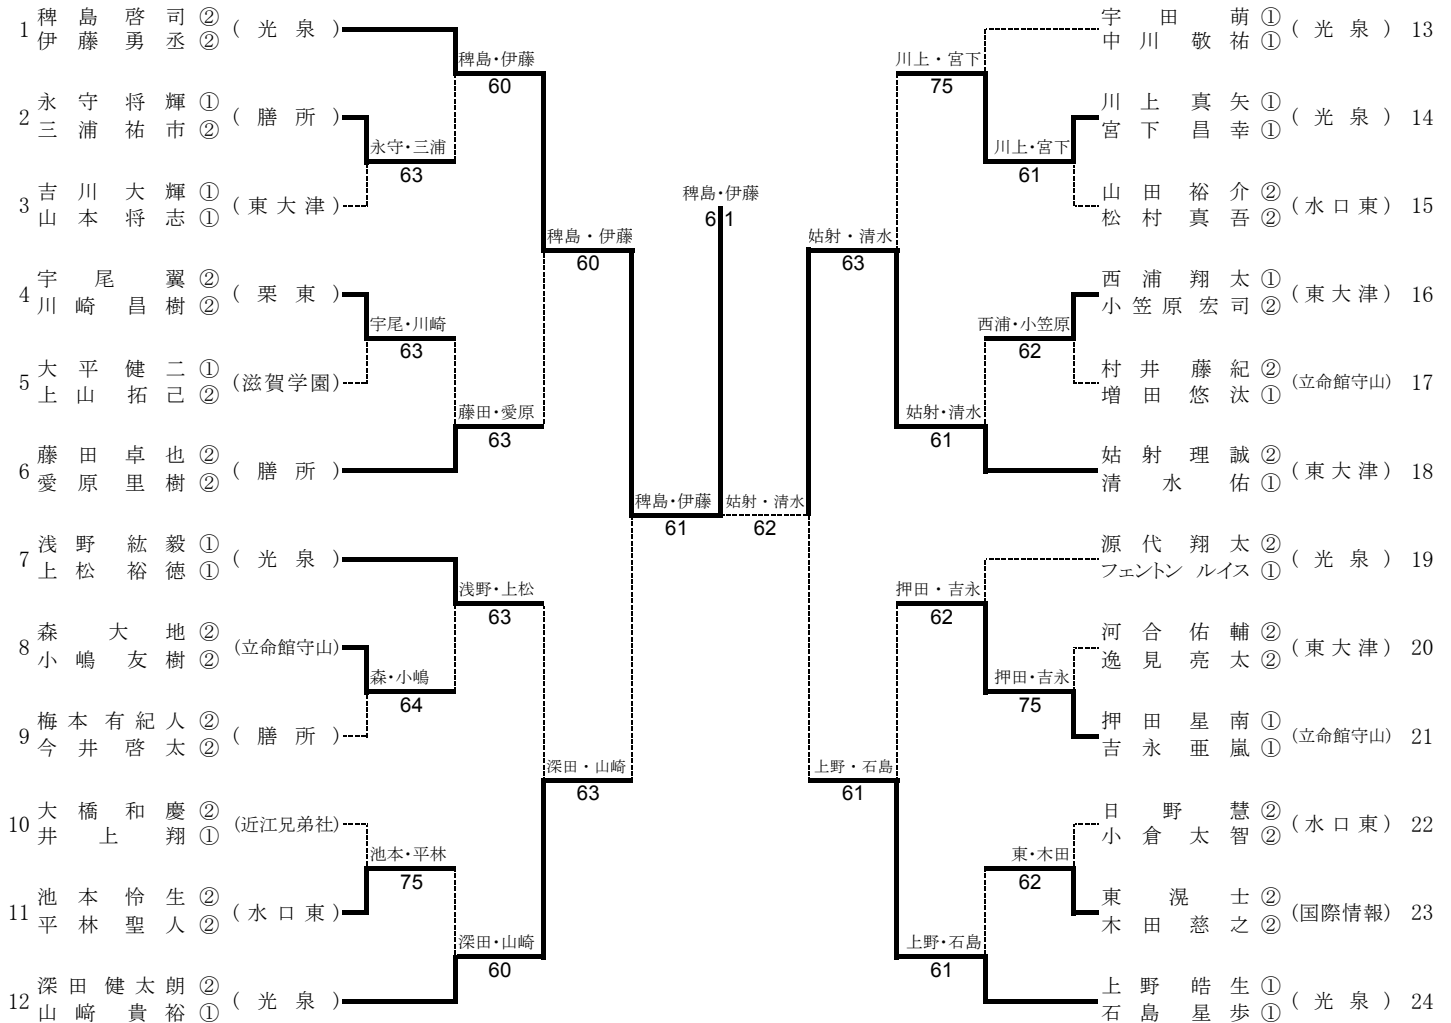 1 稗島啓司② (光泉)
伊藤勇丞②
2 永守将輝① (膳所)
三浦祐市②
3 吉川大輝① (東大津)
山本将志①
4 宇尾翼② (栗東)
川崎昌樹②
5 大平健二① (滋賀学園)
上山拓己②
6 藤田卓也② (膳所)
愛原里樹②
7 浅野紘毅① (光泉)
上松裕徳①
8 森大地② (立命館守山)
小嶋友樹②
9 梅本有紀人② (膳所)
今井啓太②
10 大橋和慶② (近江兄弟社)
井上翔①
11 池本怜生② (水口東)
平林聖人②
12 深田健太朗② (光泉)
山﨑貴裕①
稗島・伊藤
60
永守・三浦
63
稗島・伊藤
60
宇尾・川崎
63
藤田・愛原
63
稗島・伊藤
61
浅野・上松
63
森・小嶋
64
深田・山崎
63
池本・平林
75
深田・山崎
60
稗島・伊藤
61
姑射・清水
62
川上・宮下
75
川上・宮下
61
姑射・清水
63
西浦・小笠原
62
姑射・清水
61
押田・吉永
62
押田・吉永
75
上野・石島
61
東・木田
62
上野・石島
61
宇田萌① (光泉) 13
中川敬祐①
川上真矢① (光泉) 14
宮下昌幸①
山田裕介② (水口東) 15
松村真吾②
西浦翔太① (東大津) 16
小笠原宏司②
村井藤紀② (立命館守山) 17
増田悠汰①
姑射理誠② (東大津) 18
清水佑①
源代翔太② (光泉) 19
フェントン ルイス①
河合佑輔② (東大津) 20
逸見亮太②
押田星南① (立命館守山) 21
吉永亜嵐①
日野慧② (水口東) 22
小倉太智②
東滉士② (国際情報) 23
木田慈之②
上野皓生① (光泉) 24
石島星歩①